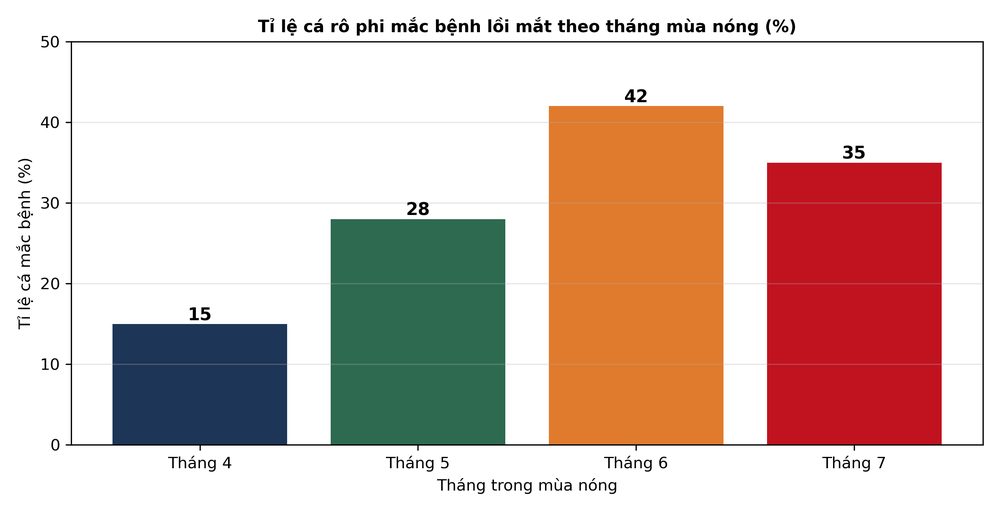 Tỉ lệ cá rô phi mắc bệnh lồi mắt theo tháng mùa nóng (%)
Tỉ lệ cá mắc bệnh (%)
50
40
30
20
10
0
15
28
42
35
Tháng 4
Tháng 5
Tháng 6
Tháng 7
Tháng trong mùa nóng